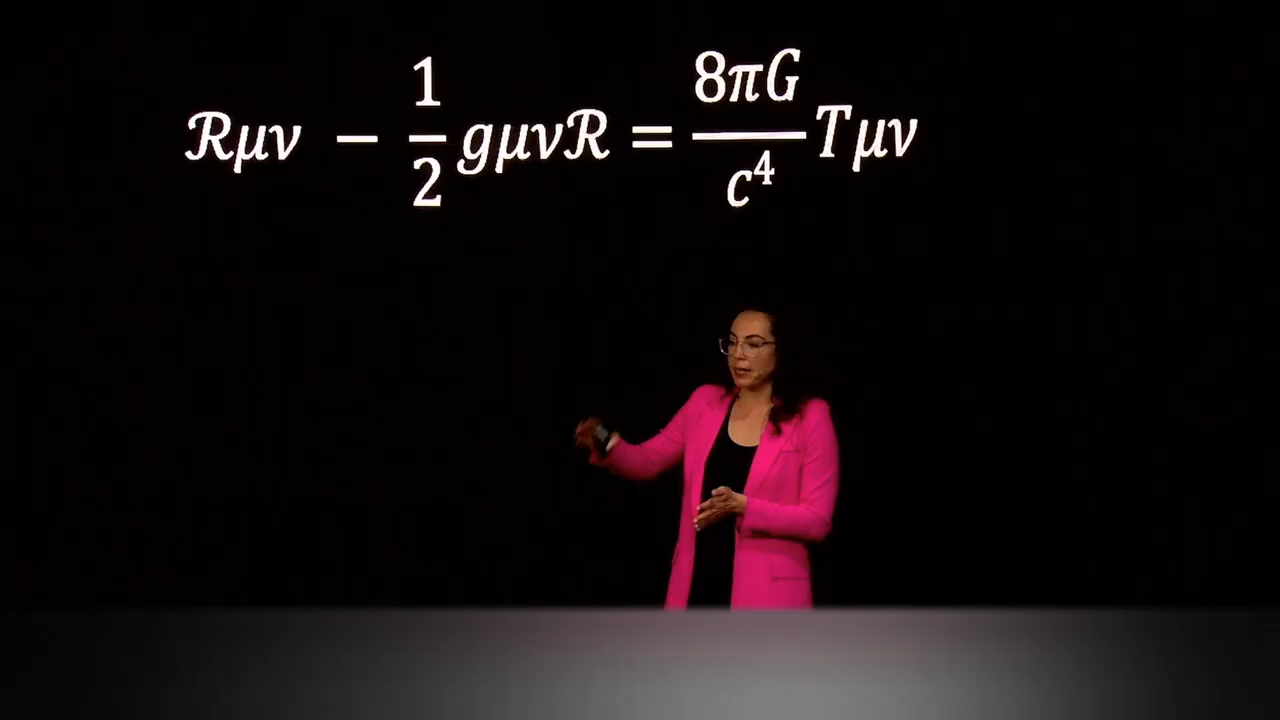 ℛμν − 1/2 gμνℛ = 8πG/c⁴ Tμν